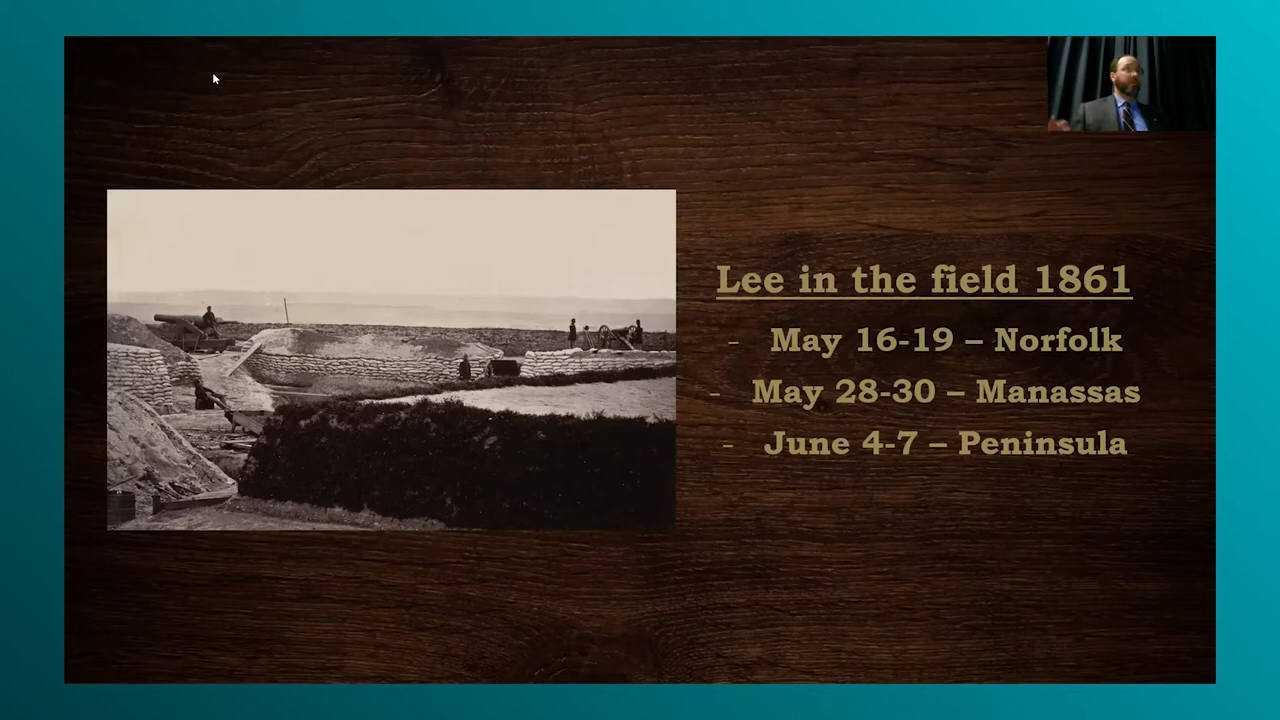 Lee in the field 1861
- May 16-19 – Norfolk
- May 28-30 – Manassas
- June 4-7 – Peninsula